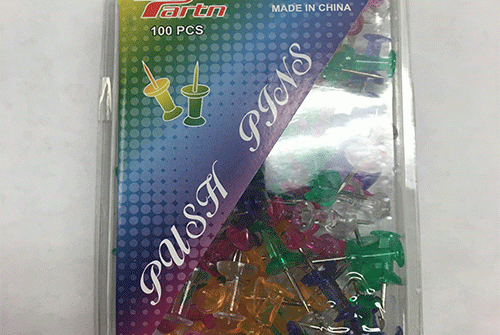 Partn
MADE IN CHINA
100 PCS
PUSH PINS